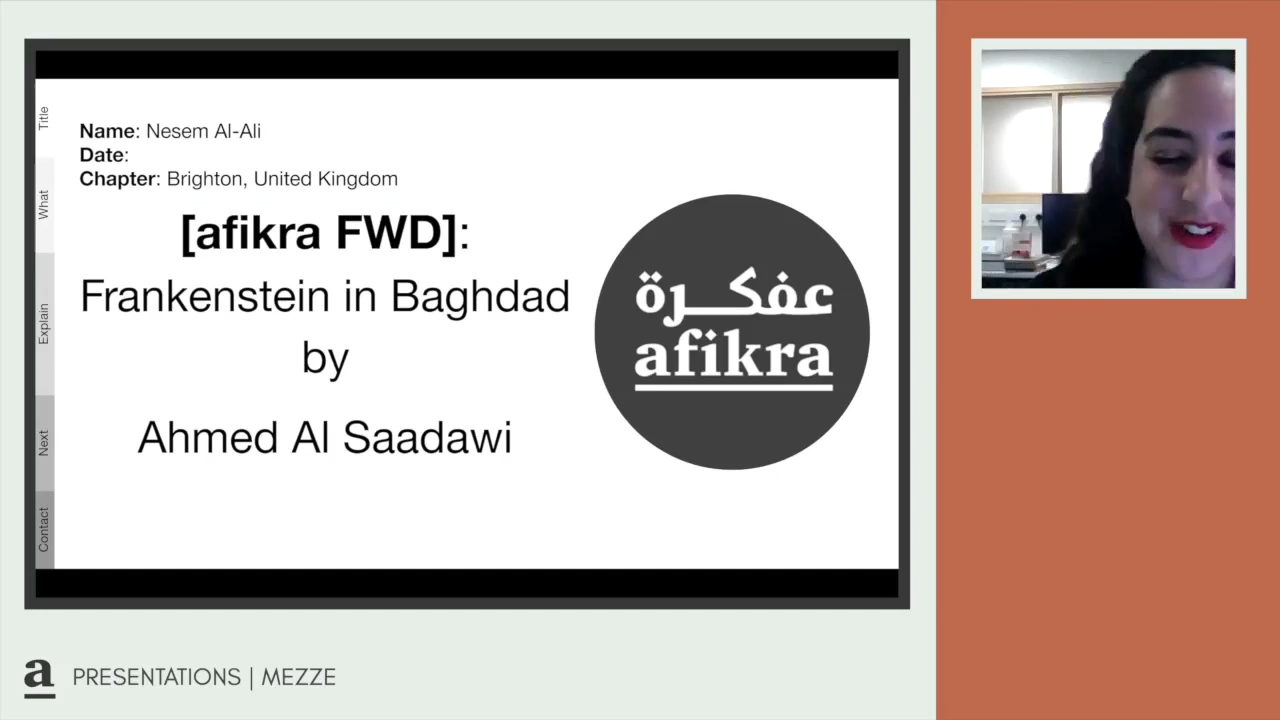 Title
What
Explain
Next
Contact
Name: Nesem Al-Ali
Date:
Chapter: Brighton, United Kingdom
[afikra FWD]:
Frankenstein in Baghdad
by
Ahmed Al Saadawi
عفكرة
afikra
a PRESENTATIONS | MEZZE